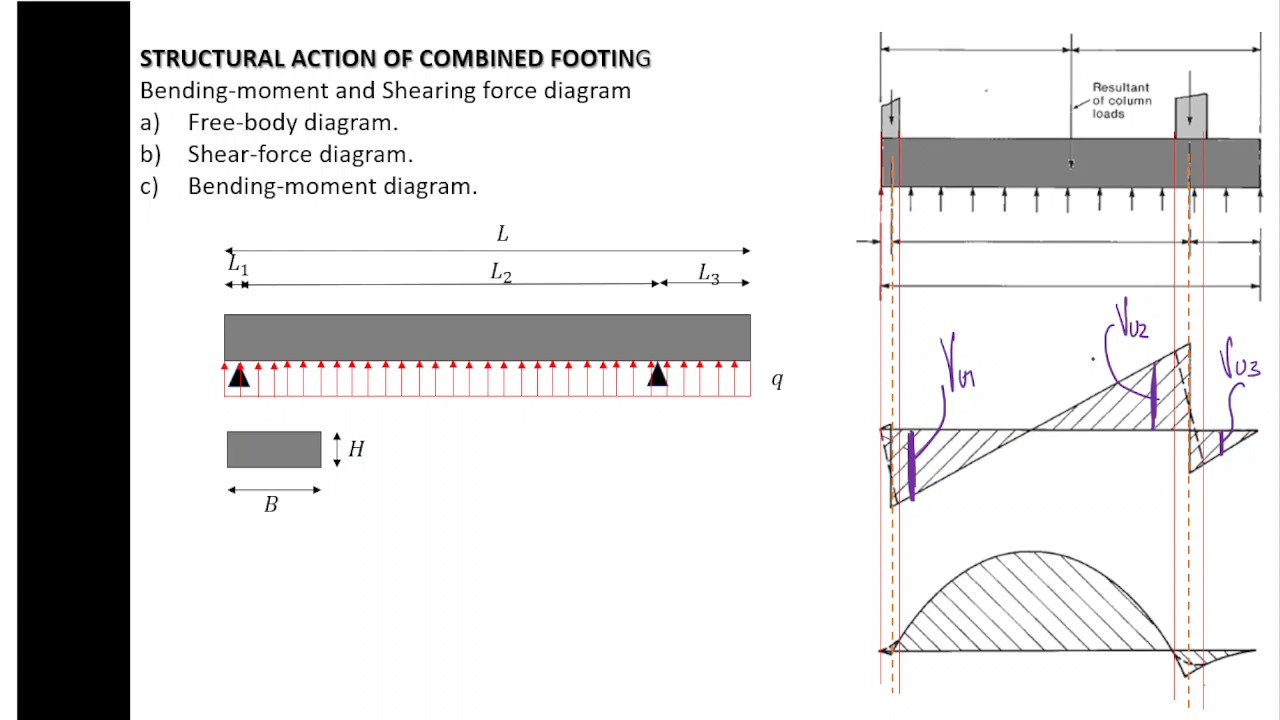 STRUCTURAL ACTION OF COMBINED FOOTING
Bending-moment and Shearing force diagram
a) Free-body diagram.
b) Shear-force diagram.
c) Bending-moment diagram.
L
L₁ L₂ L₃
q
H
B
Resultant
of column
loads
Vu1
Vu2
Vu3